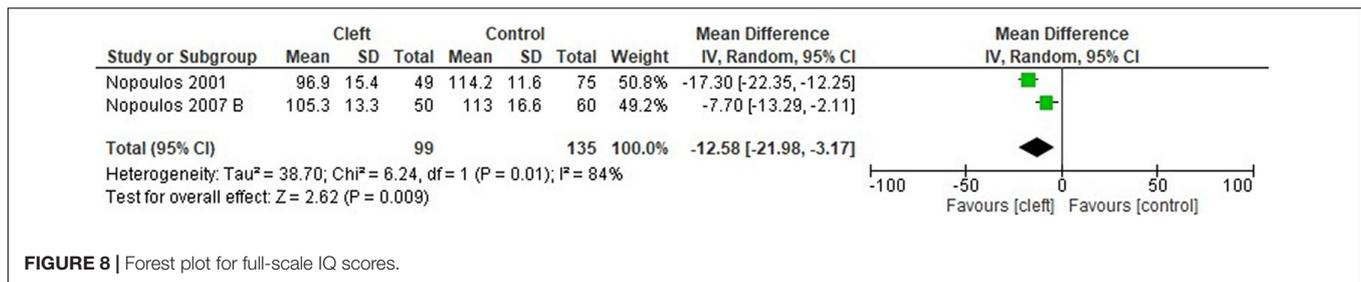 Cleft Control Mean Difference Mean Difference
Study or Subgroup Mean SD Total Mean SD Total Weight IV, Random, 95% CI IV, Random, 95% CI
Nopoulos 2001 96.9 15.4 49 114.2 11.6 75 50.8% -17.30 [-22.35, -12.25]
Nopoulos 2007 B 105.3 13.3 50 113 16.6 60 49.2% -7.70 [-13.29, -2.11]
Total (95% CI) 99 135 100.0% -12.58 [-21.98, -3.17]
Heterogeneity: Tau² = 38.70; Chi² = 6.24, df = 1 (P = 0.01); I² = 84%
Test for overall effect: Z = 2.62 (P = 0.009)
-100 -50 0 50 100
Favours [cleft] Favours [control]
FIGURE 8 | Forest plot for full-scale IQ scores.